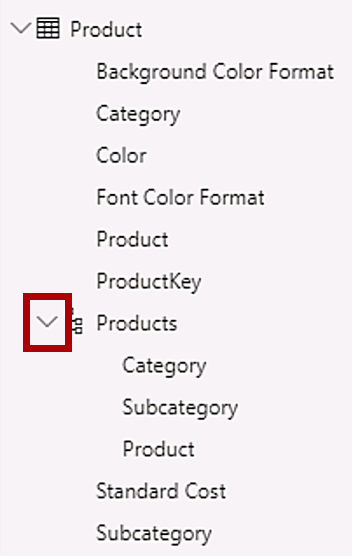 Product
Background Color Format
Category
Color
Font Color Format
Product
ProductKey
Products
Category
Subcategory
Product
Standard Cost
Subcategory